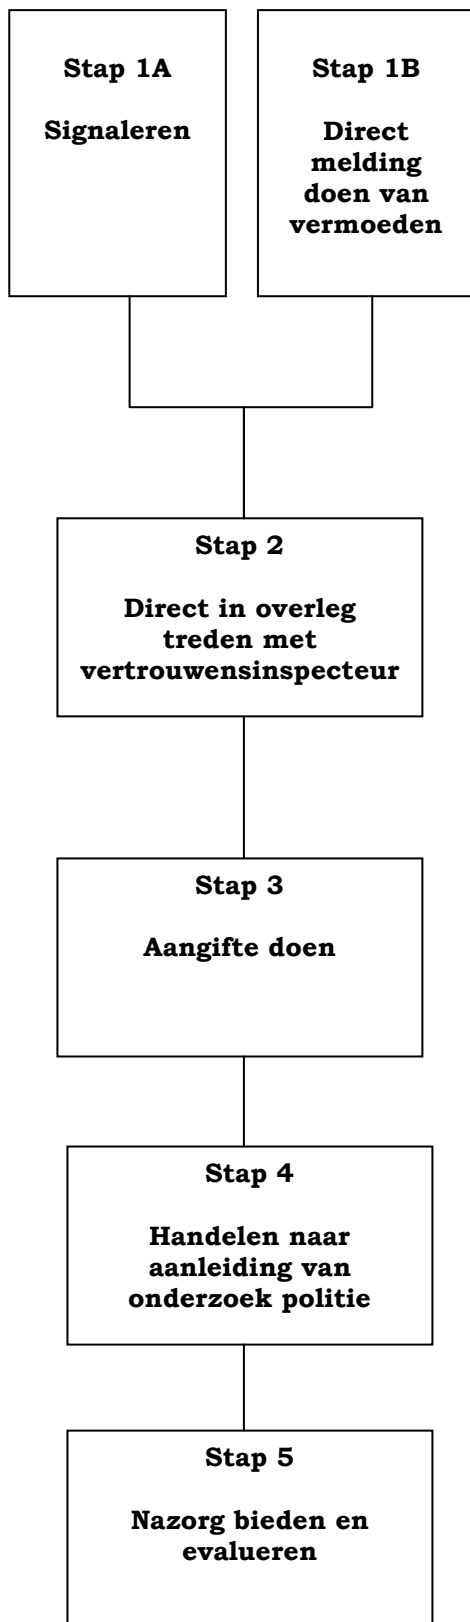 Stap 1A
Signaleren
Stap 1B
Direct
melding
doen van
vermoeden
Stap 2
Direct in overleg
treden met
vertrouwensinspecteur
Stap 3
Aangifte doen
Stap 4
Handelen naar
aanleiding van
onderzoek politie
Stap 5
Nazorg bieden en
evalueren